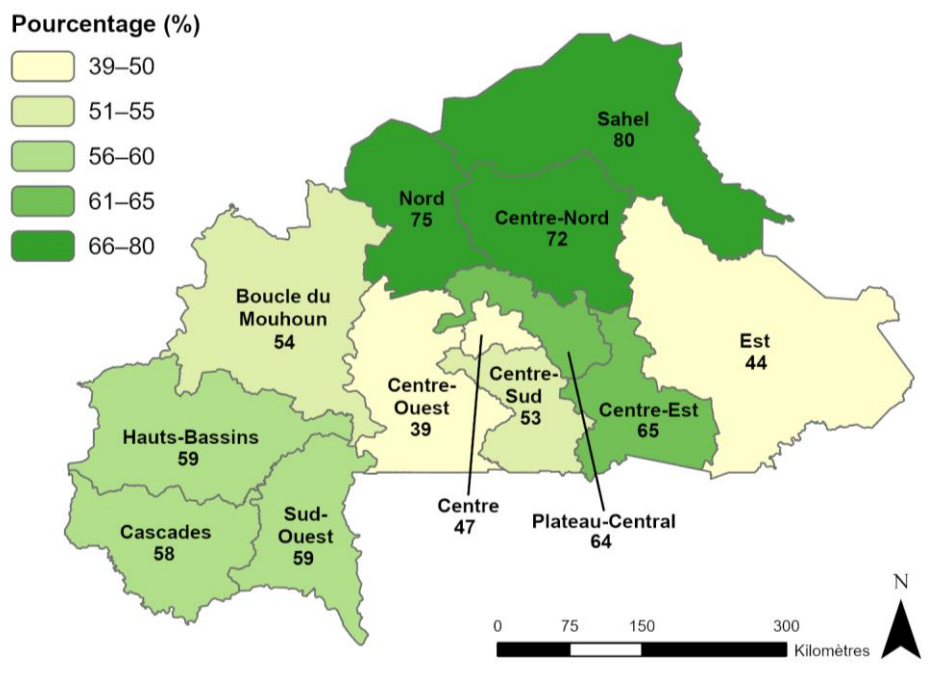 Pourcentage (%)
39–50
51–55
56–60
61–65
66–80
Sahel
80
Nord
75
Centre-Nord
72
Boucle du
Mouhoun
54
Est
44
Centre-
Ouest
39
Centre-
Sud
53
Centre-Est
65
Hauts-Bassins
59
Centre
47
Plateau-Central
64
Cascades
58
Sud-
Ouest
59
N
0 75 150 300
Kilomètres